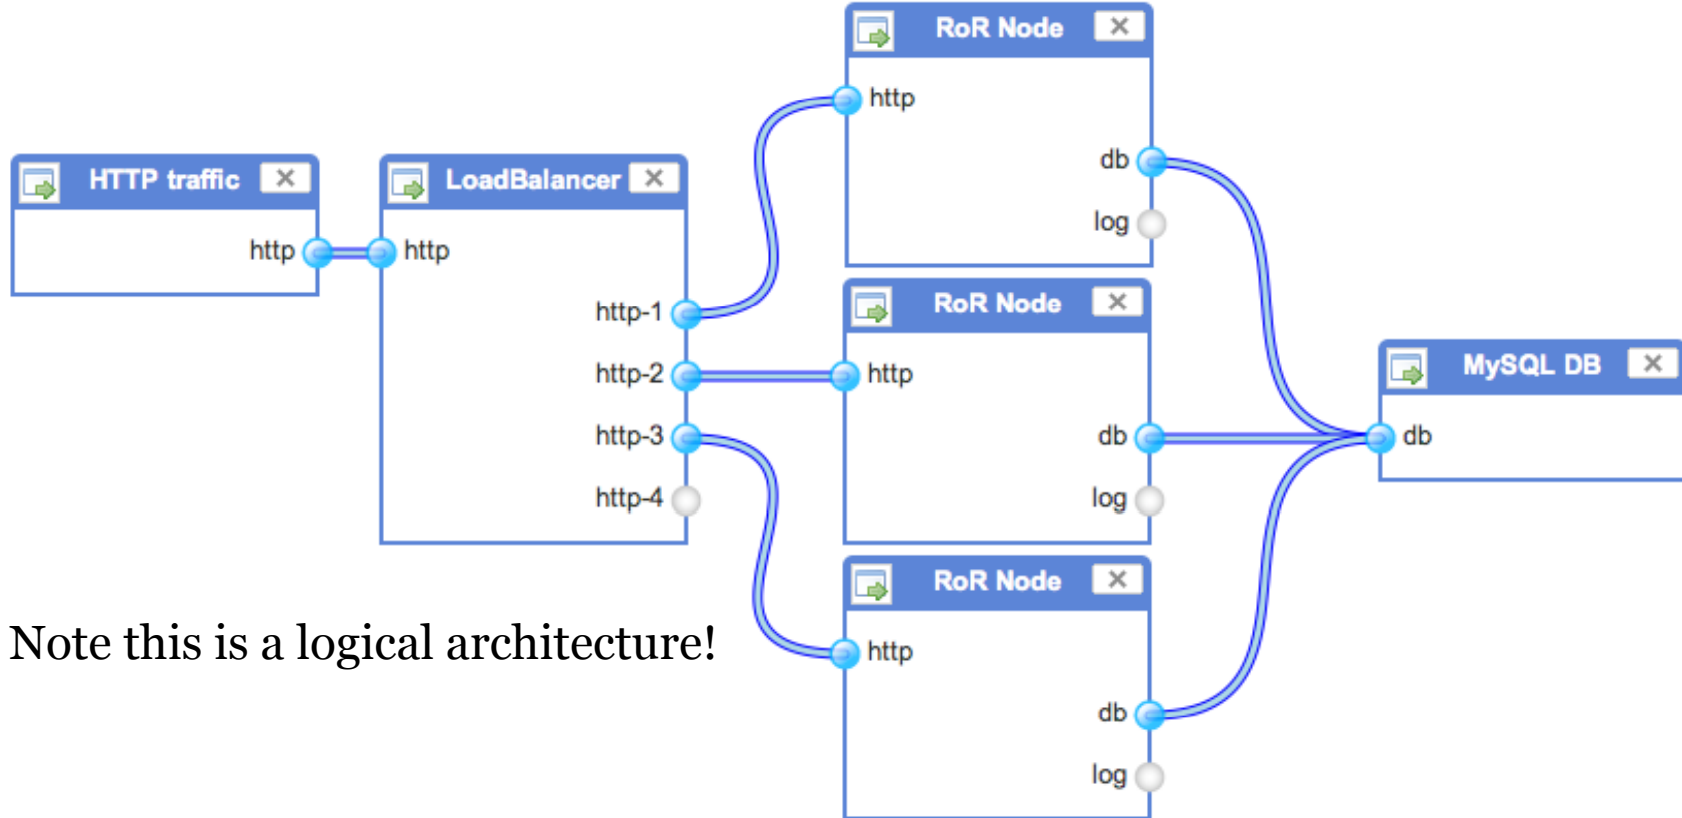 HTTP traffic
http
LoadBalancer
http
http-1
http-2
http-3
http-4
RoR Node
http
db
log
RoR Node
http
db
log
RoR Node
http
db
log
MySQL DB
db
Note this is a logical architecture!